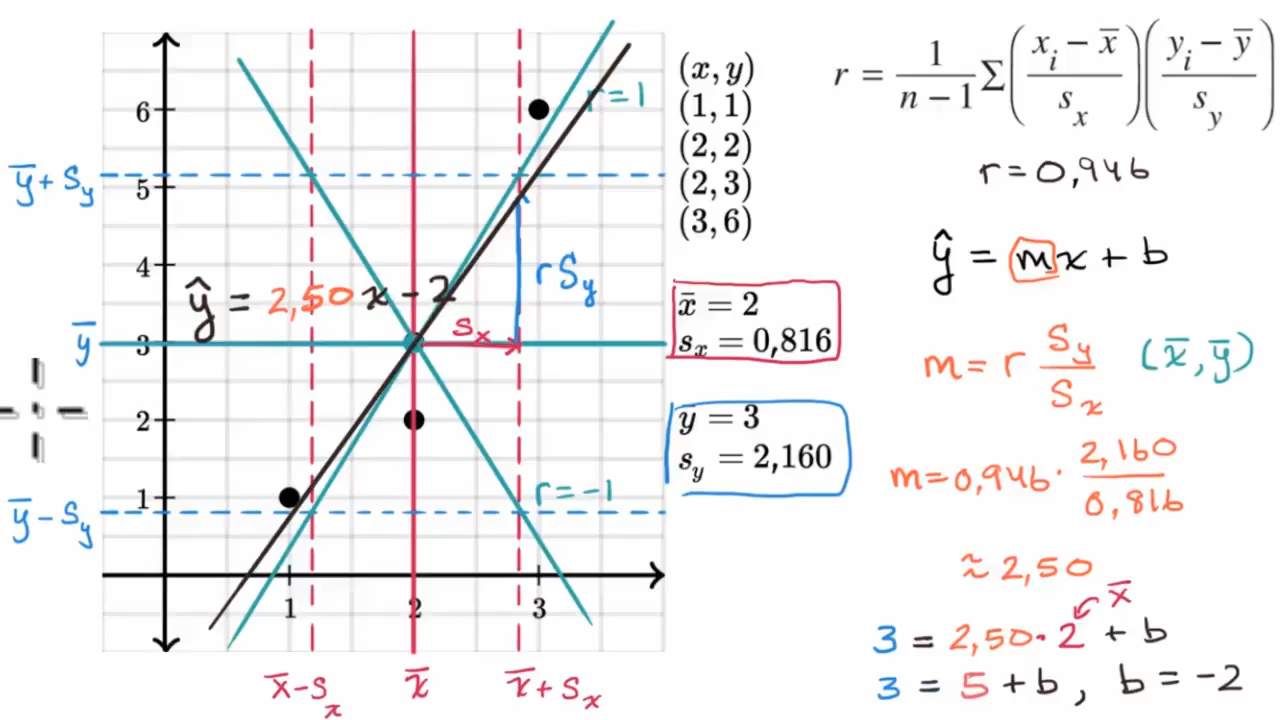 (x, y)
(1, 1)
(2, 2)
(2, 3)
(3, 6)
r = 1/(n − 1) Σ((xᵢ − x̄)/sₓ)((yᵢ − ȳ)/s_y)
r = 0,946
ŷ = mx + b
x̄ = 2
sₓ = 0,816
y = 3
s_y = 2,160
m = r S_y/Sₓ (x̄, ȳ)
m = 0,946 · 2,160/0,816
≈ 2,50
x̄
3 = 2,50 · 2 + b
3 = 5 + b, b = −2
r = 1
6
ȳ + S_y
5
4
r S_y
ŷ = 2,50 x − 2
Sₓ
ȳ
3
2
r = −1
1
ȳ − S_y
1 2 3
x̄ − Sₓ x̄ x̄ + Sₓ